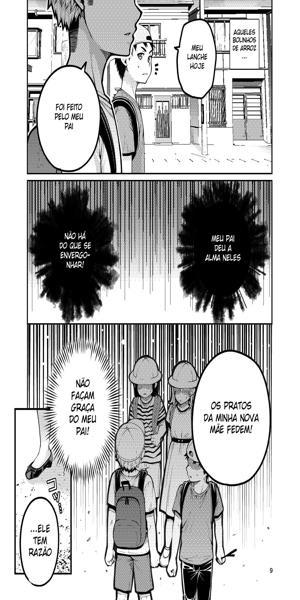 AQUELES
BOLINHOS
DE ARROZ
...
MEU
LANCHE
HOJE
FOI FEITO
PELO MEU
PAI
MEU PAI
DEU A
ALMA NELES
NÃO HÁ
DO QUE SE
ENVERGO-
NHAR!
OS PRATOS
DA MINHA NOVA
MÃE FEDEM!
NÃO
FAÇAM
GRAÇA
DO MEU
PAI!
...ELE
TEM
RAZÃO
9